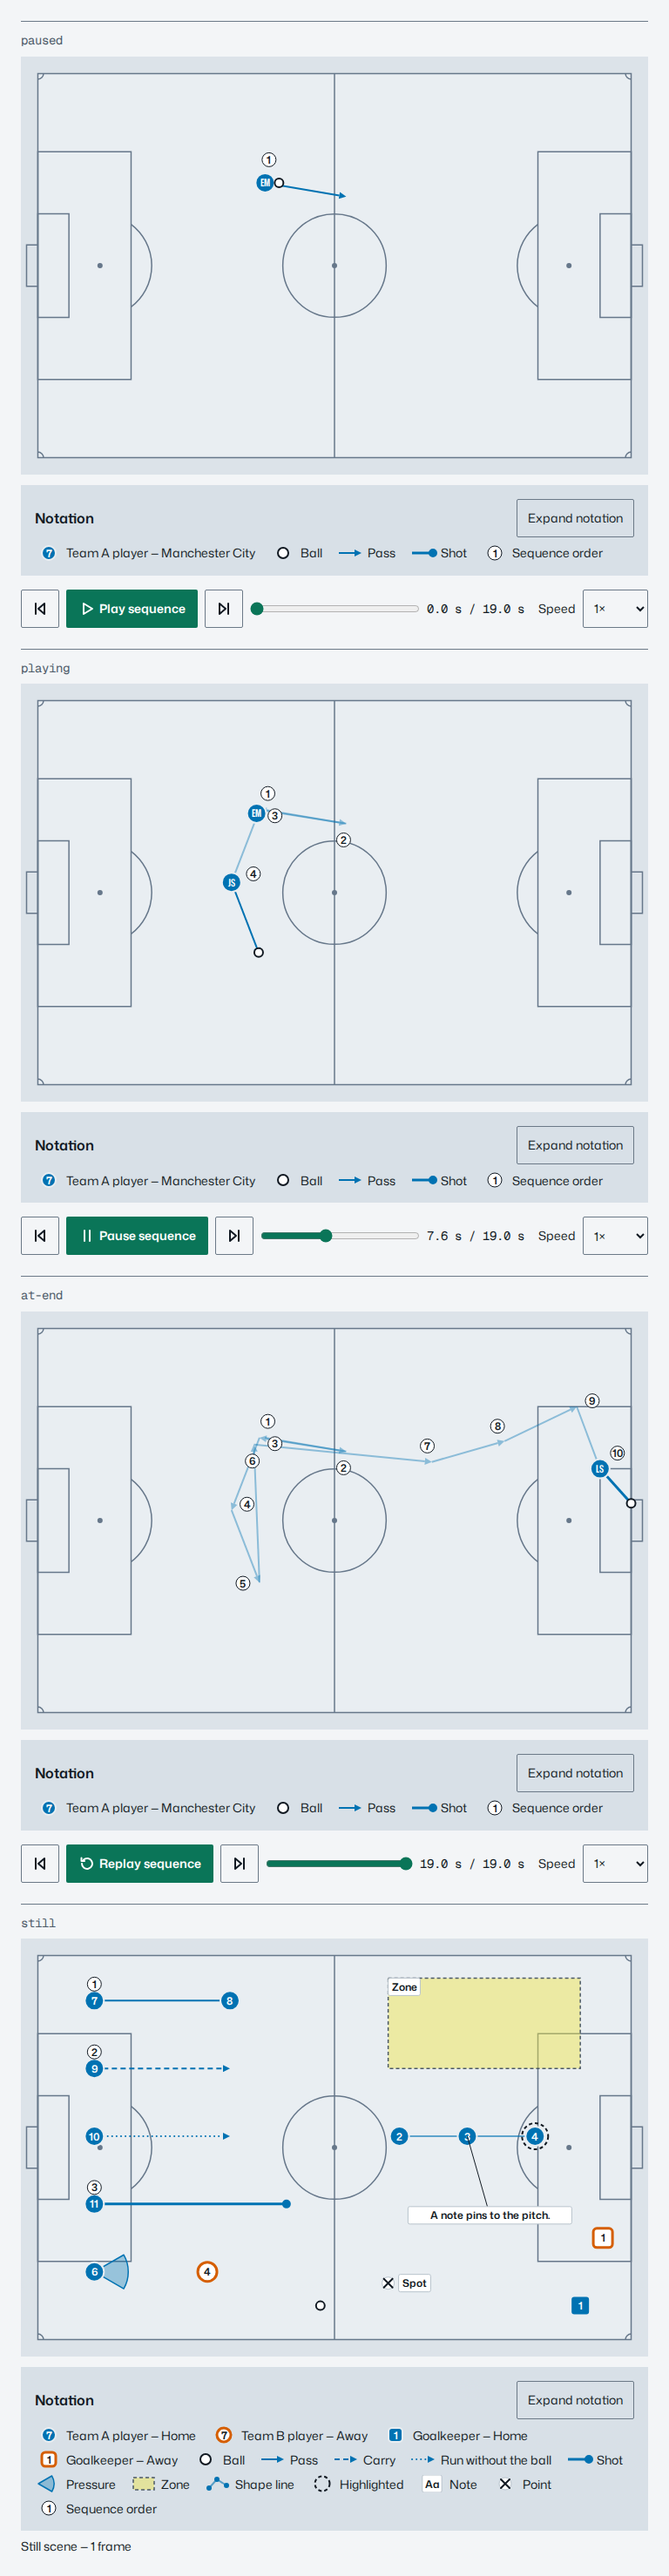 paused
1
EM
Notation
Expand notation
7 Team A player – Manchester City Ball Pass Shot 1 Sequence order
Play sequence 0.0 s / 19.0 s Speed 1×
playing
1
EM 3
2
4
JS
Notation
Expand notation
7 Team A player – Manchester City Ball Pass Shot 1 Sequence order
Pause sequence 7.6 s / 19.0 s Speed 1×
at-end
9
1
8
3
7
10
6
2
LS
4
5
Notation
Expand notation
7 Team A player – Manchester City Ball Pass Shot 1 Sequence order
Replay sequence 19.0 s / 19.0 s Speed 1×
still
1
Zone
7 8
2
9
10 2 3 4
3
11
A note pins to the pitch.
1
6 4
Spot
1
Notation
Expand notation
7 Team A player – Home 7 Team B player – Away 1 Goalkeeper – Home
1 Goalkeeper – Away Ball Pass Carry Run without the ball Shot
Pressure Zone Shape line Highlighted Aa Note Point
1 Sequence order
Still scene – 1 frame